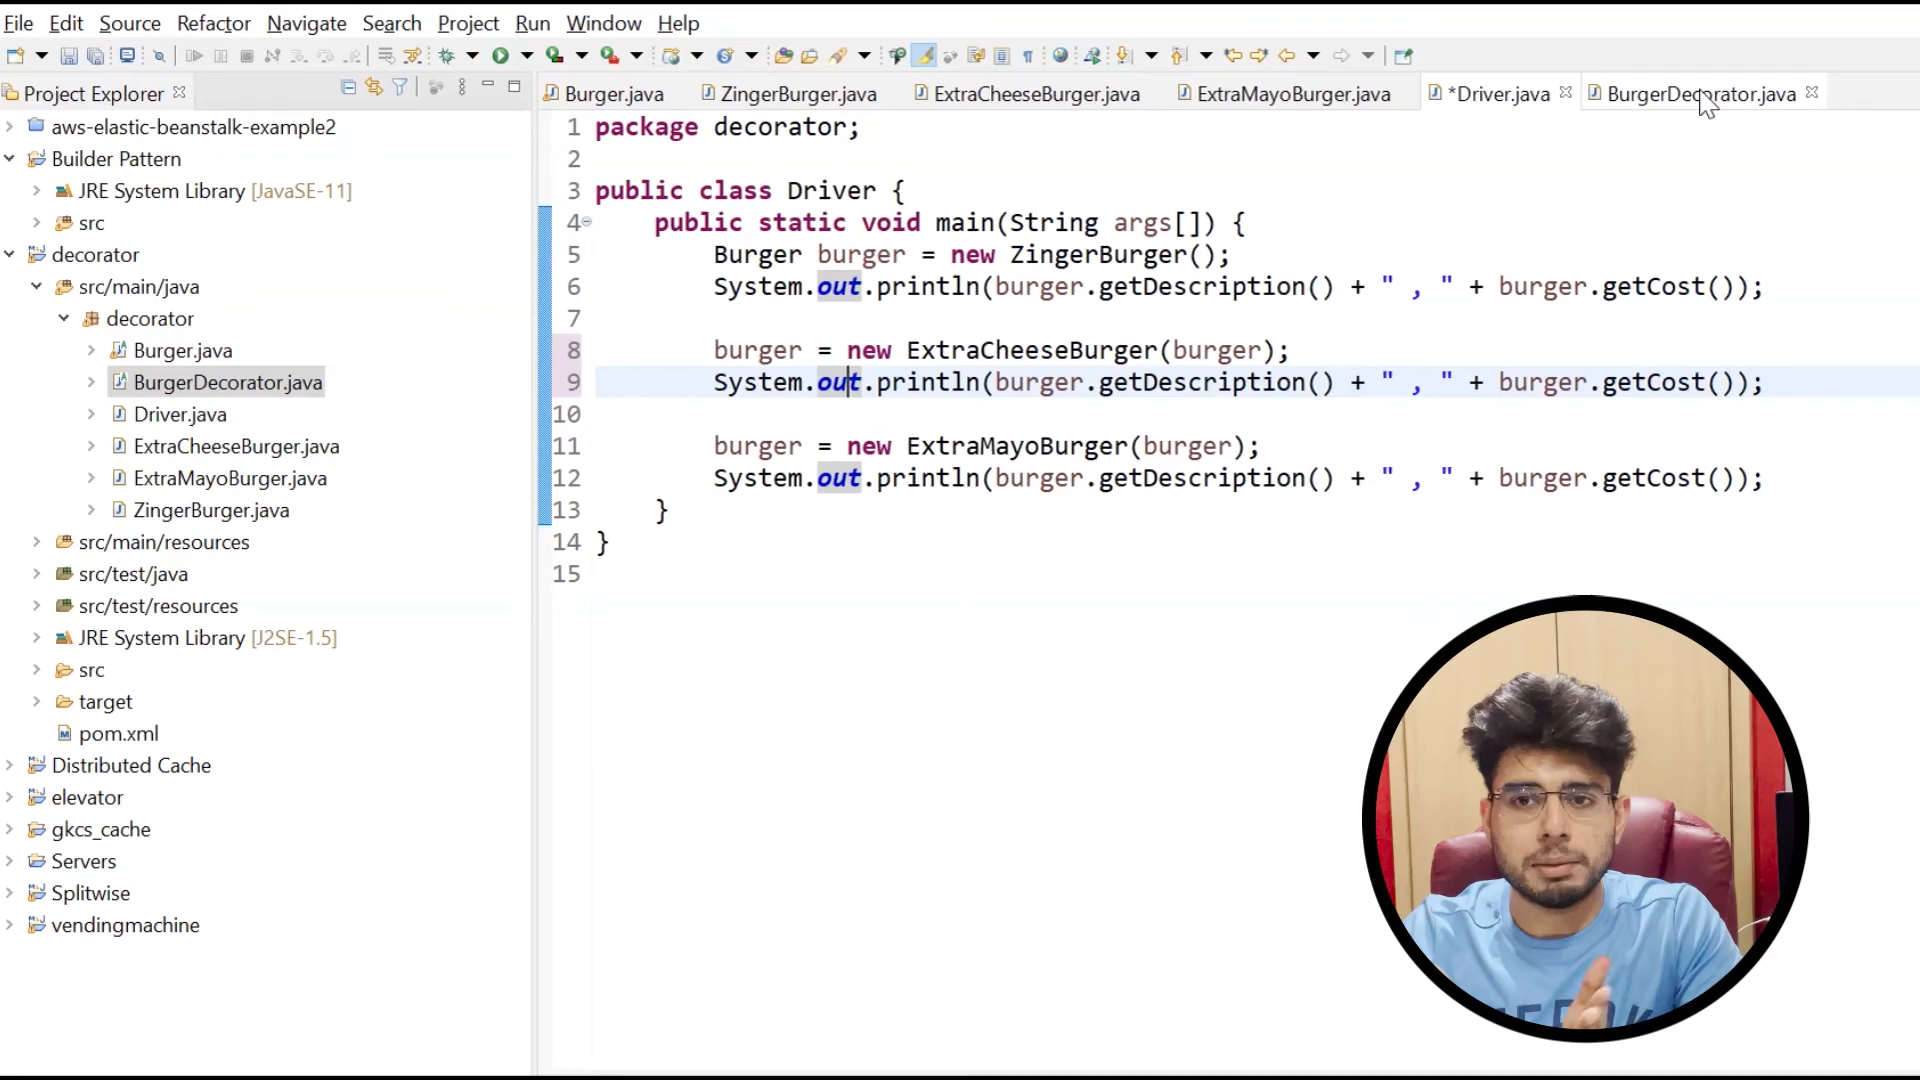 File Edit Source Refactor Navigate Search Project Run Window Help
Project Explorer
Burger.java ZingerBurger.java ExtraCheeseBurger.java ExtraMayoBurger.java *Driver.java BurgerDecorator.java
aws-elastic-beanstalk-example2
Builder Pattern
JRE System Library [JavaSE-11]
src
decorator
src/main/java
decorator
Burger.java
BurgerDecorator.java
Driver.java
ExtraCheeseBurger.java
ExtraMayoBurger.java
ZingerBurger.java
src/main/resources
src/test/java
src/test/resources
JRE System Library [J2SE-1.5]
src
target
pom.xml
Distributed Cache
elevator
gkcs_cache
Servers
Splitwise
vendingmachine
1 package decorator;
2
3 public class Driver {
4 public static void main(String args[]) {
5 Burger burger = new ZingerBurger();
6 System.out.println(burger.getDescription() + " , " + burger.getCost());
7
8 burger = new ExtraCheeseBurger(burger);
9 System.out.println(burger.getDescription() + " , " + burger.getCost());
10
11 burger = new ExtraMayoBurger(burger);
12 System.out.println(burger.getDescription() + " , " + burger.getCost());
13 }
14 }
15